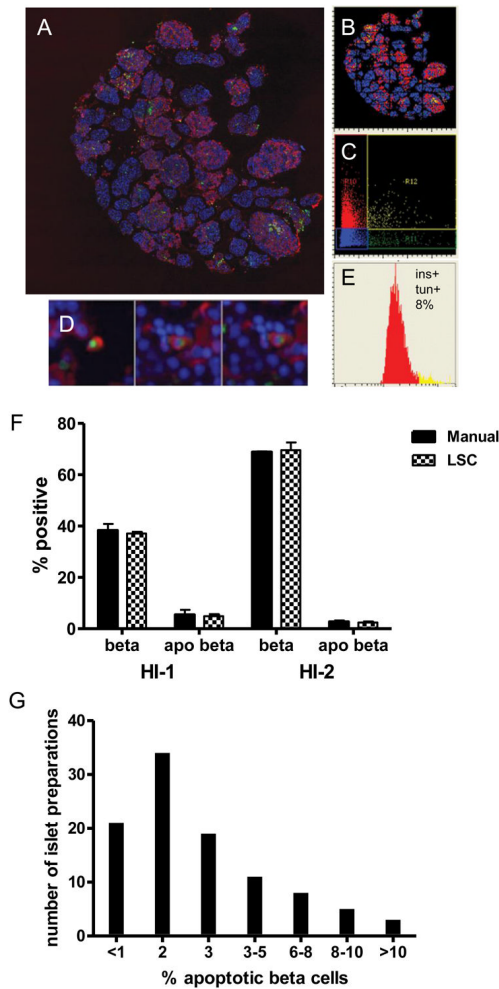 A
B
C
R10
R12
R11
D
E
ins+
tun+
8%
F
% positive
80
60
40
20
0
beta
apo beta
beta
apo beta
HI-1
HI-2
Manual
LSC
G
number of islet preparations
40
30
20
10
0
<1
2
3
3-5
6-8
8-10
>10
% apoptotic beta cells